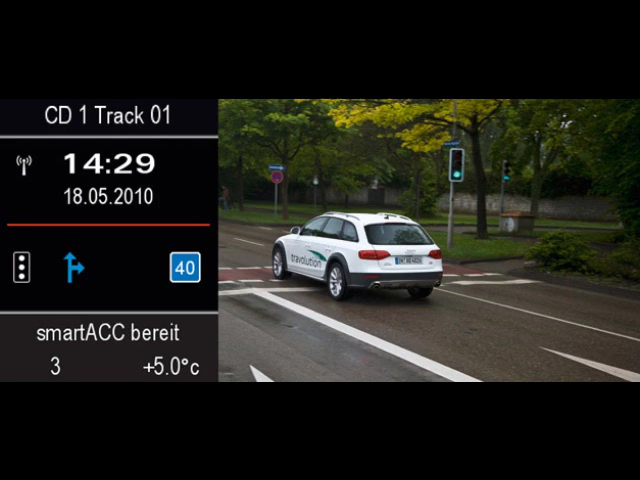 CD 1 Track 01
14:29
18.05.2010
40
smartACC bereit
3 +5.0°c
travolution